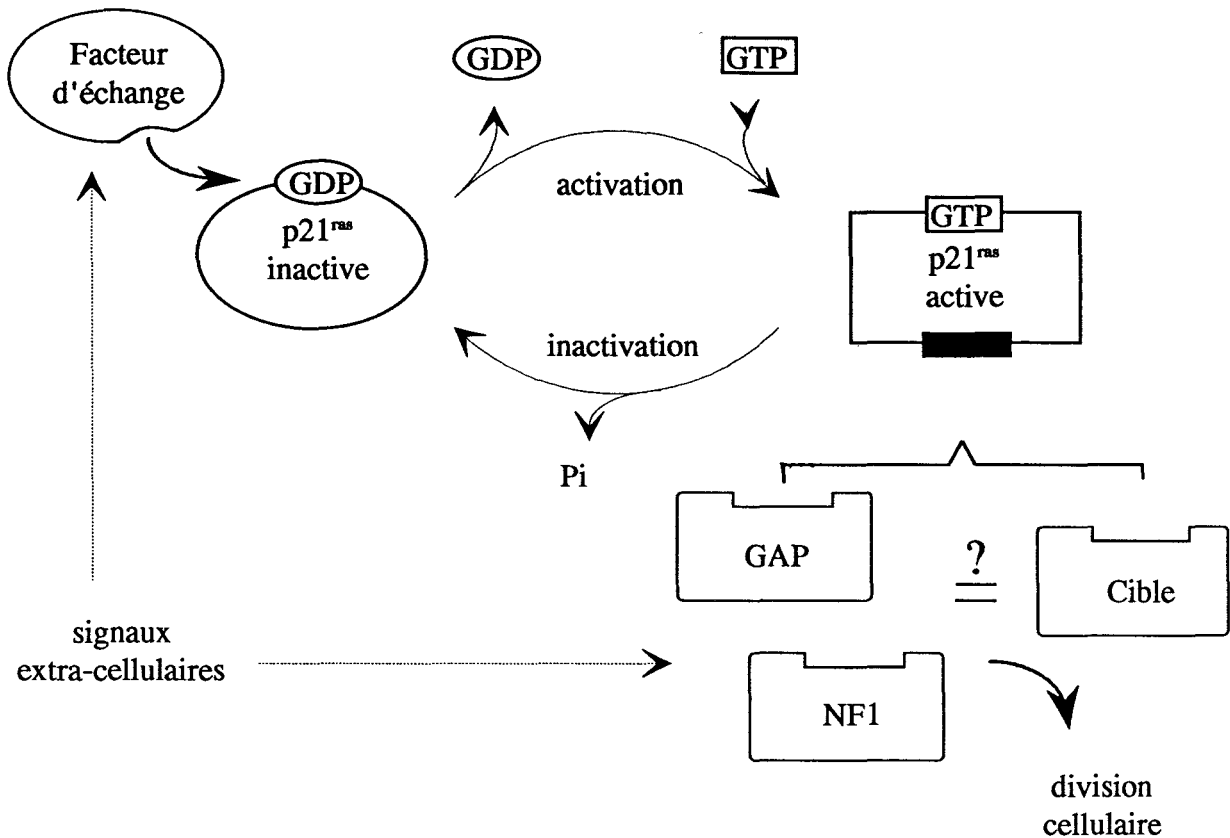 Facteur
d'échange
GDP
GTP
activation
GDP
p21ras
inactive
GTP
p21ras
active
inactivation
Pi
GAP
?
Cible
signaux
extra-cellulaires
NF1
division
cellulaire